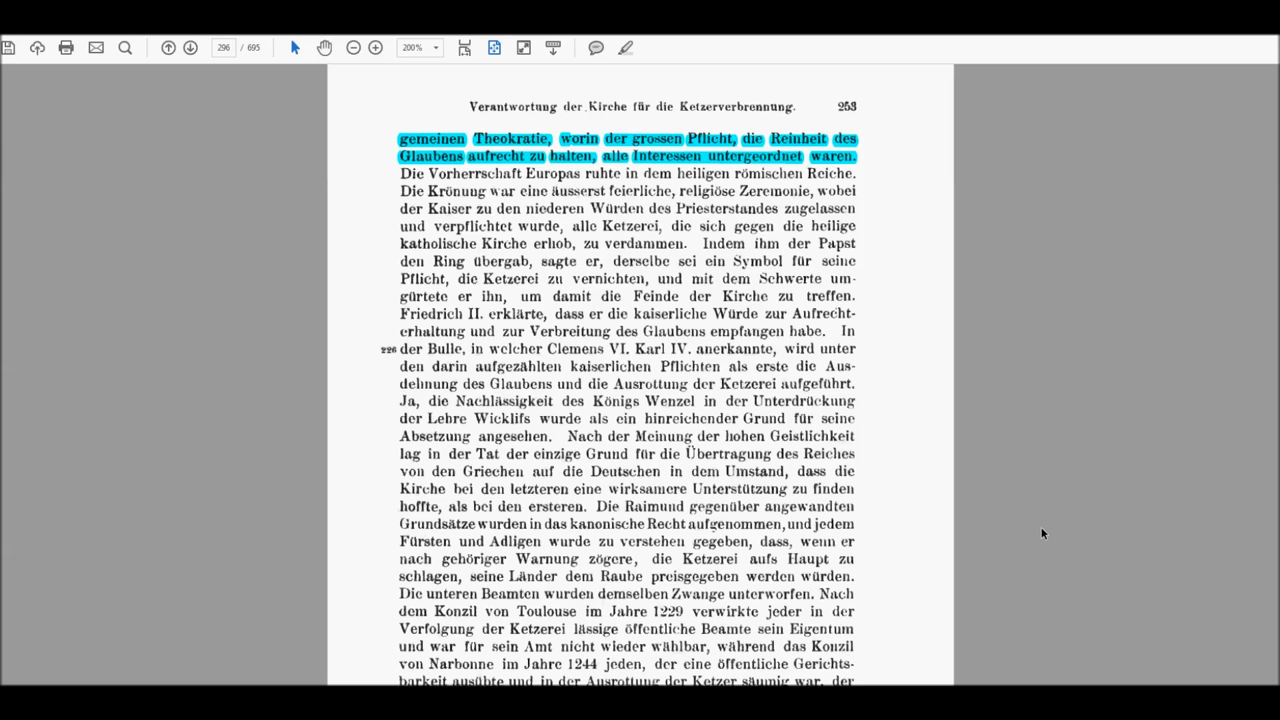 296 / 695
200%
Verantwortung der Kirche für die Ketzerverbrennung. 253
gemeinen Theokratie, worin der grossen Pflicht, die Reinheit des
Glaubens aufrecht zu halten, alle Interessen untergeordnet waren.
Die Vorherrschaft Europas ruhte in dem heiligen römischen Reiche.
Die Krönung war eine äusserst feierliche, religiöse Zeremonie, wobei
der Kaiser zu den niederen Würden des Priesterstandes zugelassen
und verpflichtet wurde, alle Ketzerei, die sich gegen die heilige
katholische Kirche erhob, zu verdammen. Indem ihm der Papst
den Ring übergab, sagte er, derselbe sei ein Symbol für seine
Pflicht, die Ketzerei zu vernichten, und mit dem Schwerte um-
gürtete er ihn, um damit die Feinde der Kirche zu treffen.
Friedrich II. erklärte, dass er die kaiserliche Würde zur Aufrecht-
erhaltung und zur Verbreitung des Glaubens empfangen habe. In
226 der Bulle, in welcher Clemens VI. Karl IV. anerkannte, wird unter
den darin aufgezählten kaiserlichen Pflichten als erste die Aus-
dehnung des Glaubens und die Ausrottung der Ketzerei aufgeführt.
Ja, die Nachlässigkeit des Königs Wenzel in der Unterdrückung
der Lehre Wicklifs wurde als ein hinreichender Grund für seine
Absetzung angesehen. Nach der Meinung der hohen Geistlichkeit
lag in der Tat der einzige Grund für die Übertragung des Reiches
von den Griechen auf die Deutschen in dem Umstand, dass die
Kirche bei den letzteren eine wirksamere Unterstützung zu finden
hoffte, als bei den ersteren. Die Raimund gegenüber angewandten
Grundsätze wurden in das kanonische Recht aufgenommen, und jedem
Fürsten und Adligen wurde zu verstehen gegeben, dass, wenn er
nach gehöriger Warnung zögere, die Ketzerei aufs Haupt zu
schlagen, seine Länder dem Raube preisgegeben werden würden.
Die unteren Beamten wurden demselben Zwange unterworfen. Nach
dem Konzil von Toulouse im Jahre 1229 verwirkte jeder in der
Verfolgung der Ketzerei lässige öffentliche Beamte sein Eigentum
und war für sein Amt nicht wieder wählbar, während das Konzil
von Narbonne im Jahre 1244 jeden, der eine öffentliche Gerichts-
barkeit ausübte und in der Ausrottung der Ketzer säumig war, der